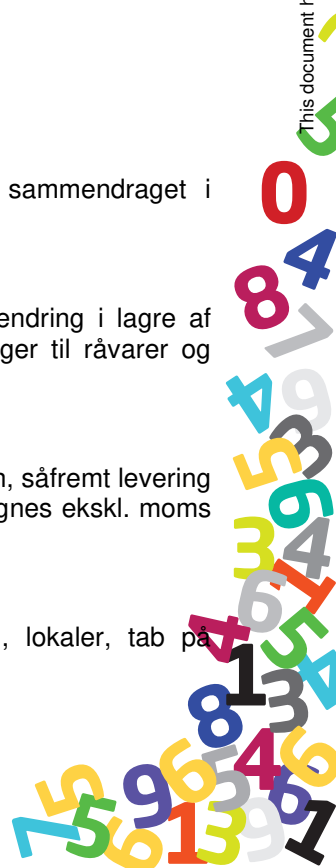 This document h
sammendraget i
endring i lagre af
ger til råvarer og
n, såfremt levering
gnes ekskl. moms
, lokaler, tab på